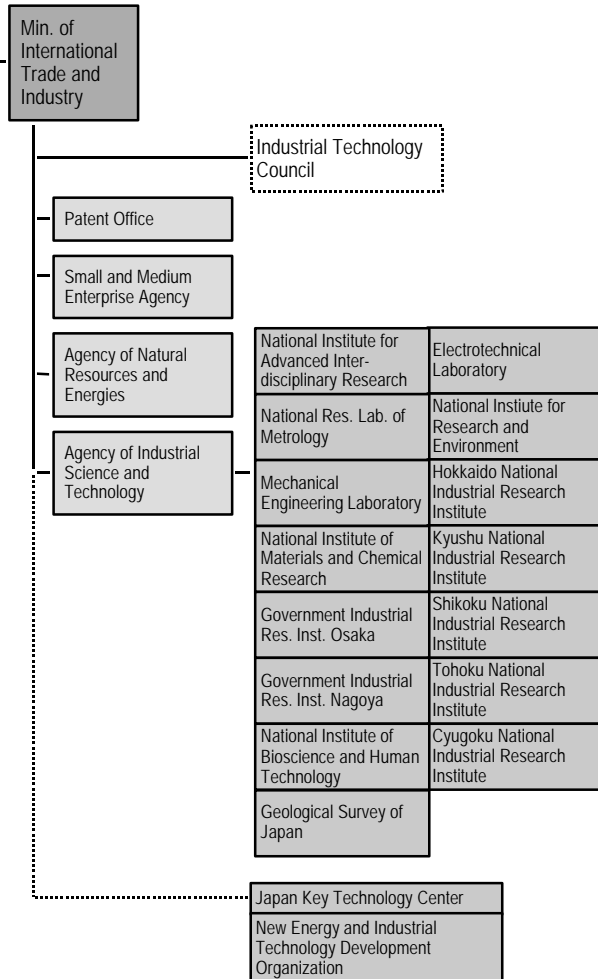 Min. of
International
Trade and
Industry
Industrial Technology
Council
Patent Office
Small and Medium
Enterprise Agency
Agency of Natural
Resources and
Energies
Agency of Industrial
Science and
Technology
National Institute for
Advanced Inter-
disciplinary Research
Electrotechnical
Laboratory
National Res. Lab. of
Metrology
National Instiute for
Research and
Environment
Mechanical
Engineering Laboratory
Hokkaido National
Industrial Research
Institute
National Institute of
Materials and Chemical
Research
Kyushu National
Industrial Research
Institute
Government Industrial
Res. Inst. Osaka
Shikoku National
Industrial Research
Institute
Government Industrial
Res. Inst. Nagoya
Tohoku National
Industrial Research
Institute
National Institute of
Bioscience and Human
Technology
Cyugoku National
Industrial Research
Institute
Geological Survey of
Japan
Japan Key Technology Center
New Energy and Industrial
Technology Development
Organization